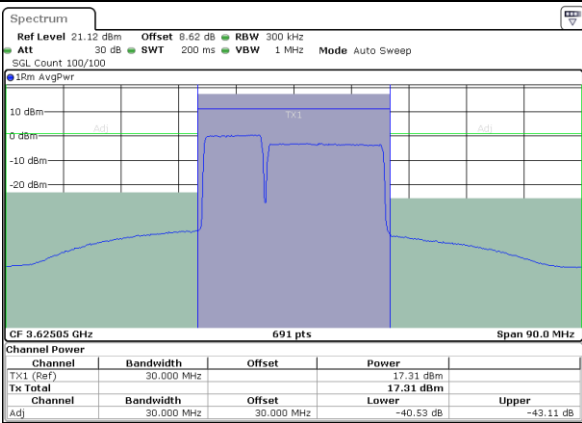 Spectrum
Ref Level 21.12 dBm Offset 8.62 dB RBW 300 kHz
Att 30 dB SWT 200 ms VBW 1 MHz Mode Auto Sweep
SGL Count 100/100
1Rm AvgPwr
10 dBm
TX1
Adj Adj
0 dBm
-10 dBm
-20 dBm
CF 3.62505 GHz 691 pts Span 90.0 MHz
Channel Power
Channel Bandwidth Offset Power
TX1 (Ref) 30.000 MHz 17.31 dBm
Tx Total 17.31 dBm
Channel Bandwidth Offset Lower Upper
Adj 30.000 MHz 30.000 MHz -40.53 dB -43.11 dB